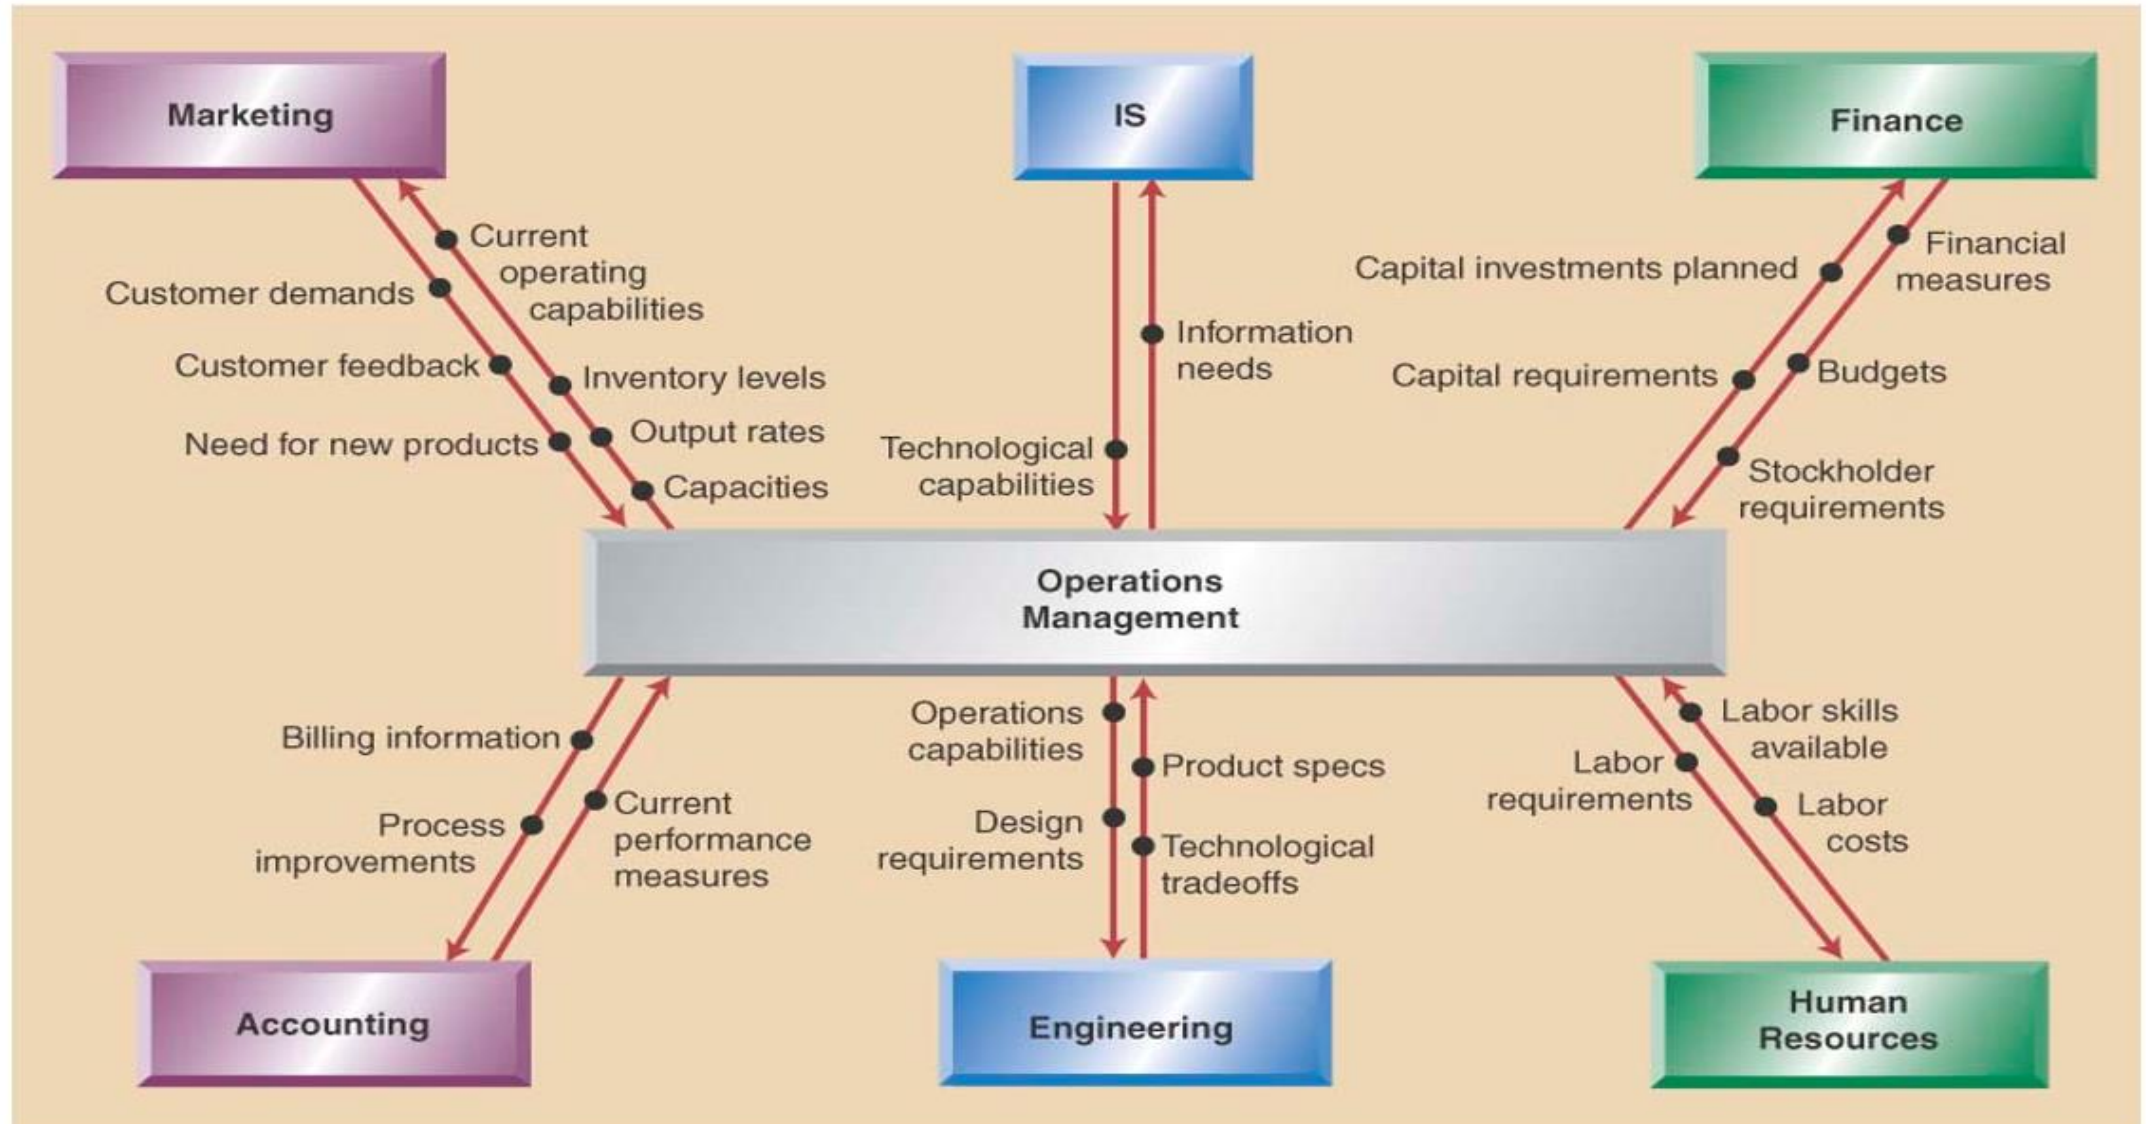 Marketing
IS
Finance
Current
operating
capabilities
Customer demands
Customer feedback
Need for new products
Inventory levels
Output rates
Capacities
Information
needs
Technological
capabilities
Capital investments planned
Capital requirements
Financial
measures
Budgets
Stockholder
requirements
Operations
Management
Billing information
Process
improvements
Current
performance
measures
Operations
capabilities
Design
requirements
Product specs
Technological
tradeoffs
Labor
requirements
Labor skills
available
Labor
costs
Accounting
Engineering
Human
Resources